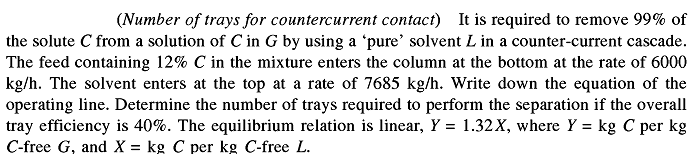 (Number of trays for countercurrent contact) It is required to remove 99% of
the solute C from a solution of C in G by using a 'pure' solvent L in a counter-current cascade.
The feed containing 12% C in the mixture enters the column at the bottom at the rate of 6000
kg/h. The solvent enters at the top at a rate of 7685 kg/h. Write down the equation of the
operating line. Determine the number of trays required to perform the separation if the overall
tray efficiency is 40%. The equilibrium relation is linear, Y = 1.32X, where Y = kg C per kg
C-free G, and X = kg C per kg C-free L.